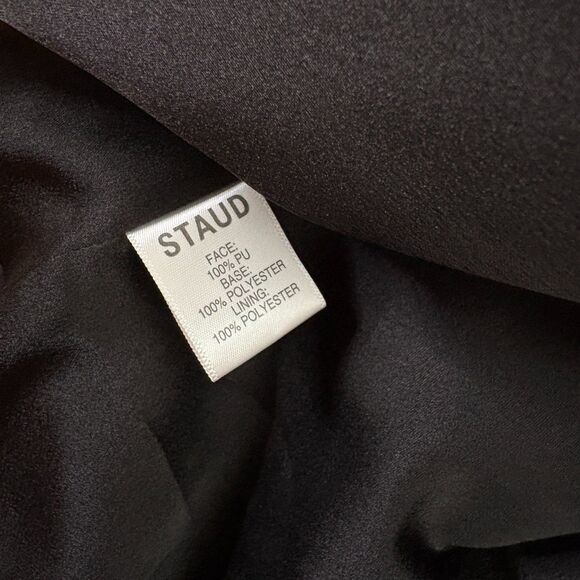 STAUD
FACE:
100% PU
BASE:
100% POLYESTER
LINING:
100% POLYESTER